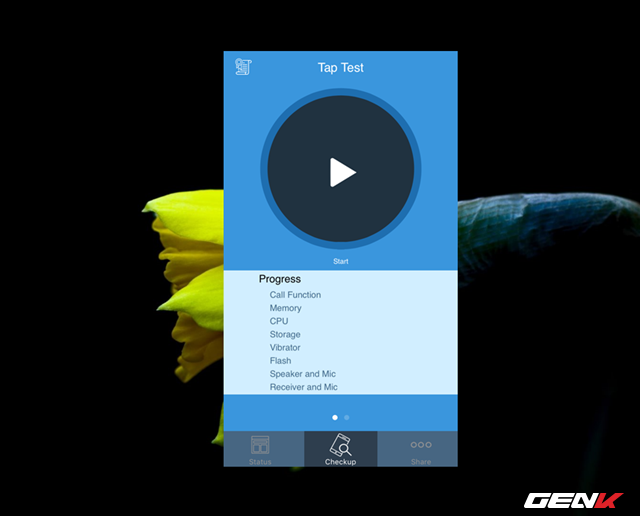 Tap Test
Start
Progress
Call Function
Memory
CPU
Storage
Vibrator
Flash
Speaker and Mic
Receiver and Mic
Status
Checkup
Share
GENK